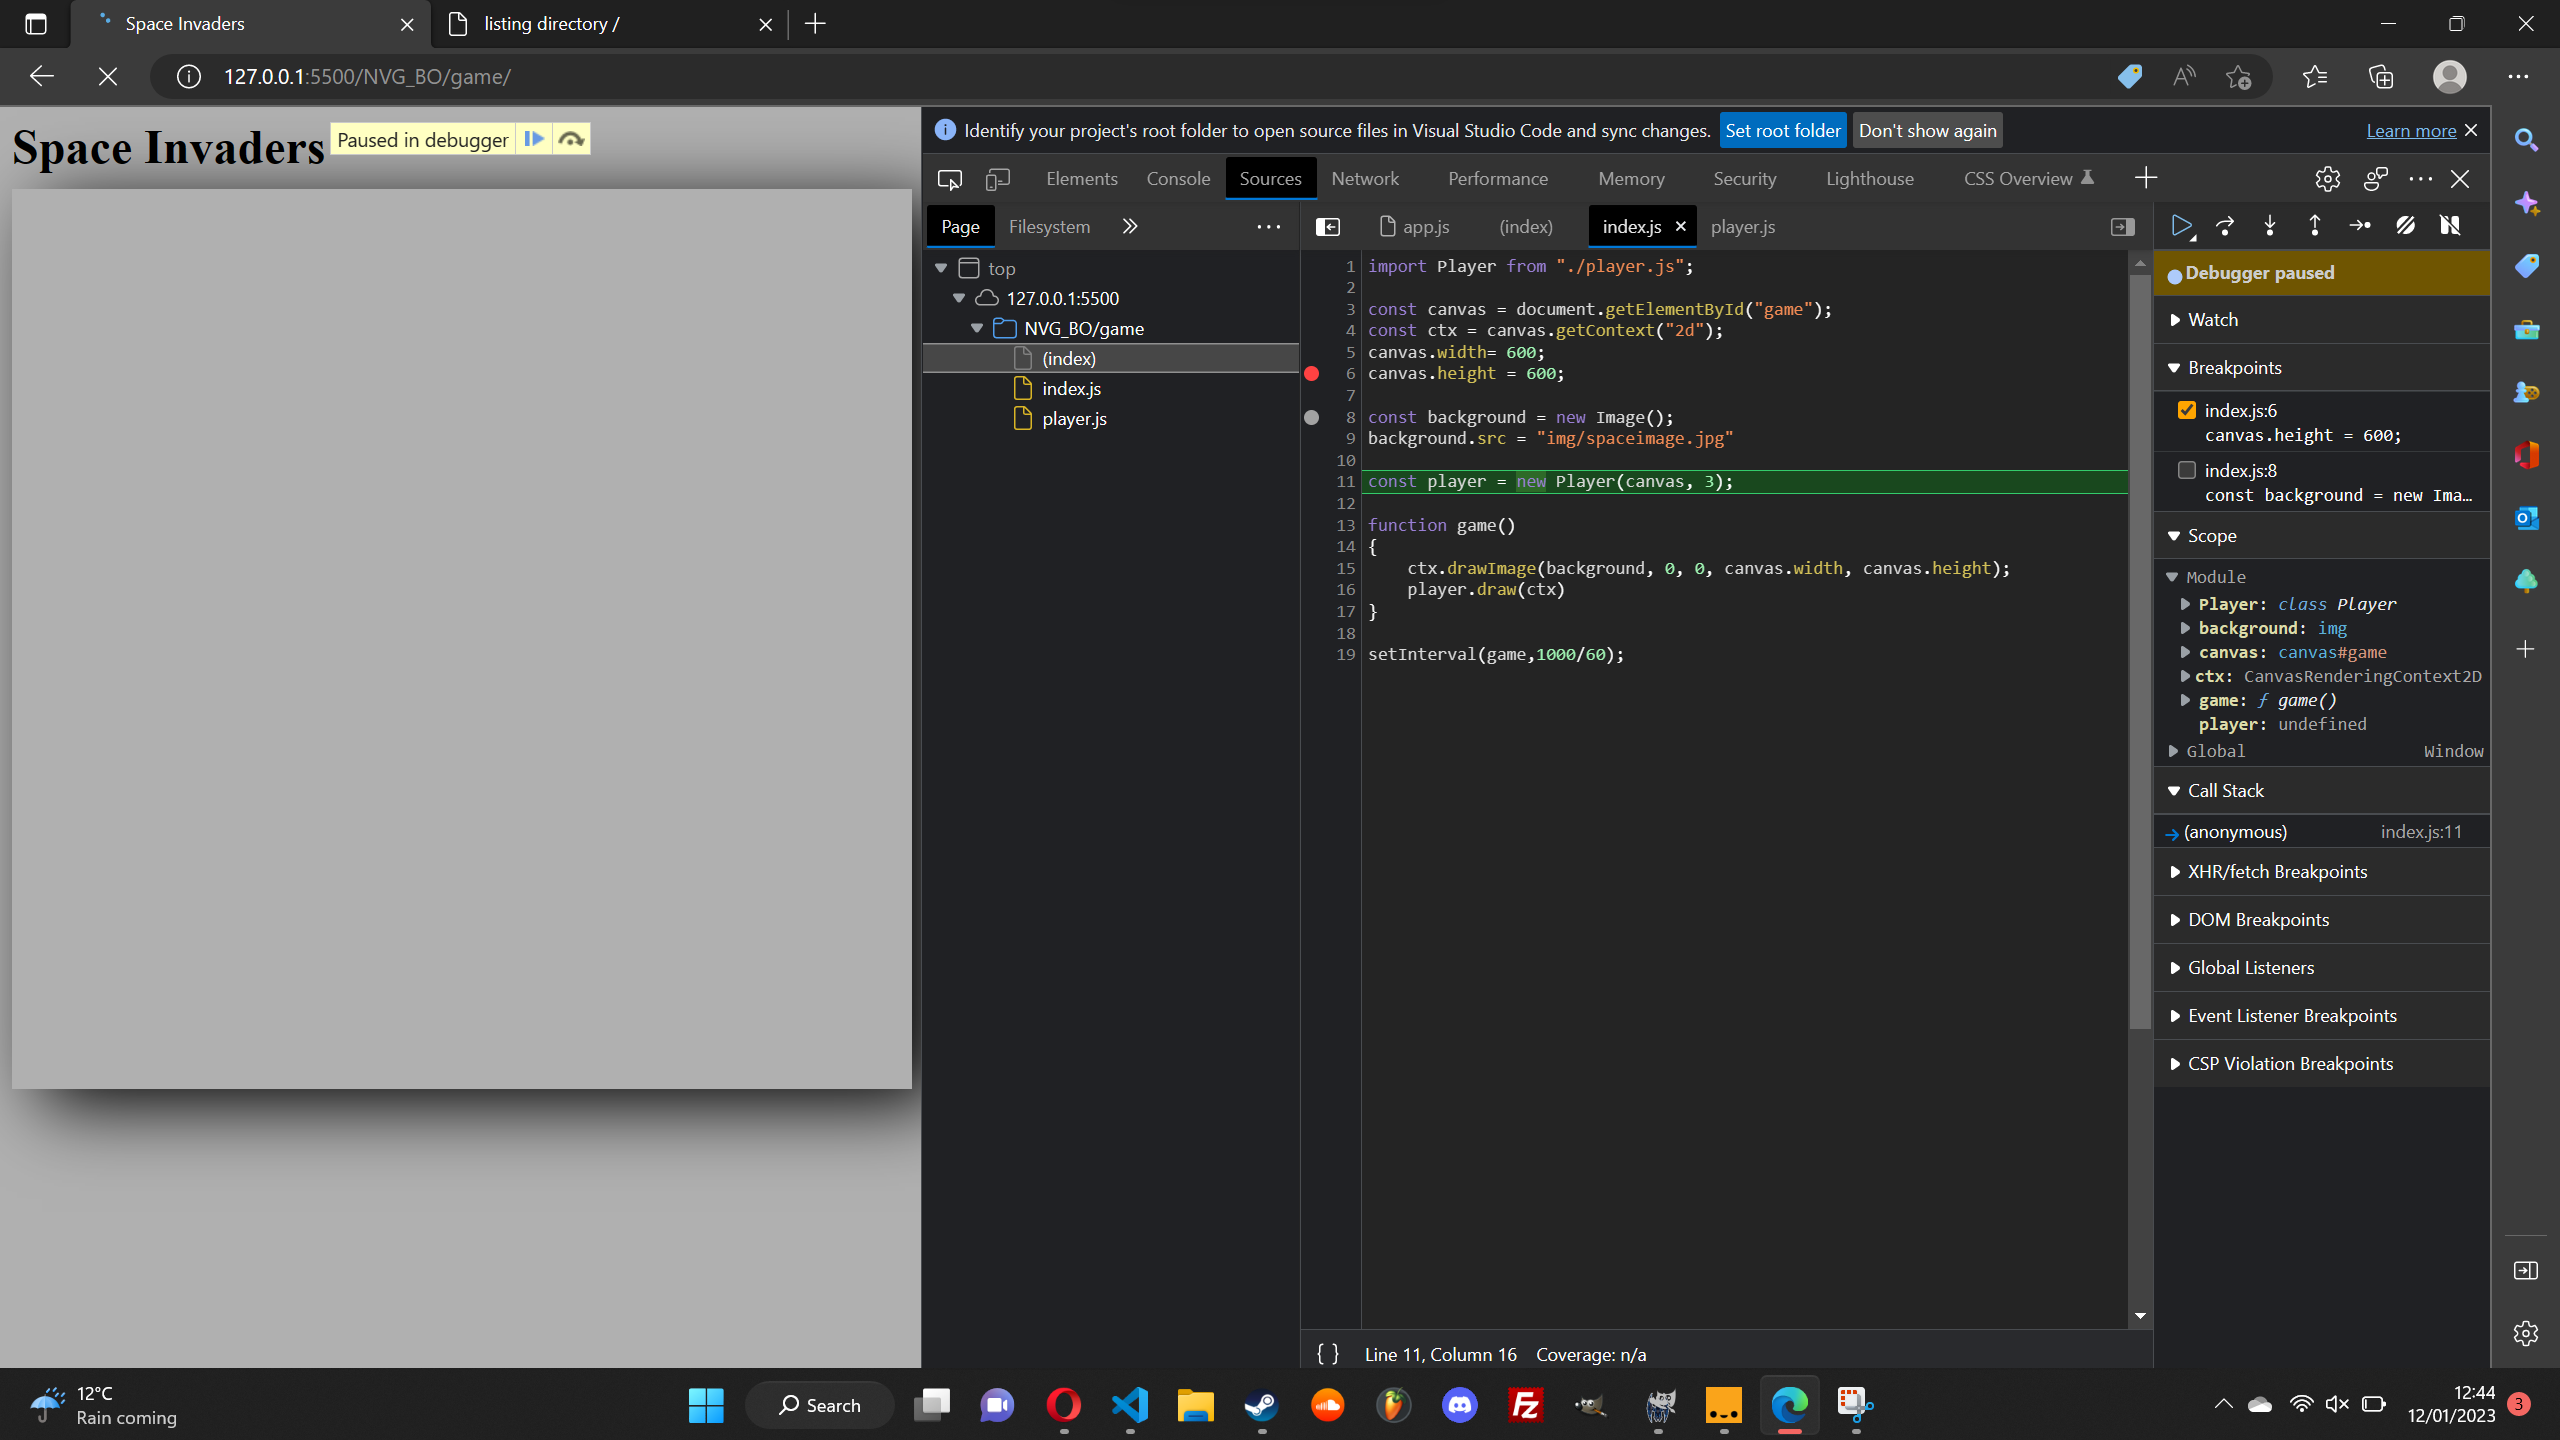 Space Invaders
listing directory /
127.0.0.1:5500/NVG_BO/game/
Space Invaders
Paused in debugger
Identify your project's root folder to open source files in Visual Studio Code and sync changes. Set root folder Don't show again Learn more
Elements Console Sources Network Performance Memory Security Lighthouse CSS Overview
Page Filesystem
top
127.0.0.1:5500
NVG_BO/game
(index)
index.js
player.js
app.js (index) index.js player.js
1 import Player from "./player.js";
2
3 const canvas = document.getElementById("game");
4 const ctx = canvas.getContext("2d");
5 canvas.width= 600;
6 canvas.height = 600;
7
8 const background = new Image();
9 background.src = "img/spaceimage.jpg"
10
11 const player = new Player(canvas, 3);
12
13 function game()
14 {
15 ctx.drawImage(background, 0, 0, canvas.width, canvas.height);
16 player.draw(ctx)
17 }
18
19 setInterval(game,1000/60);
{ } Line 11, Column 16 Coverage: n/a
Debugger paused
Watch
Breakpoints
index.js:6
canvas.height = 600;
index.js:8
const background = new Ima…
Scope
Module
Player: class Player
background: img
canvas: canvas#game
ctx: CanvasRenderingContext2D
game: ƒ game()
player: undefined
Global Window
Call Stack
(anonymous) index.js:11
XHR/fetch Breakpoints
DOM Breakpoints
Global Listeners
Event Listener Breakpoints
CSP Violation Breakpoints
12°C
Rain coming
Search
12:44
12/01/2023
3